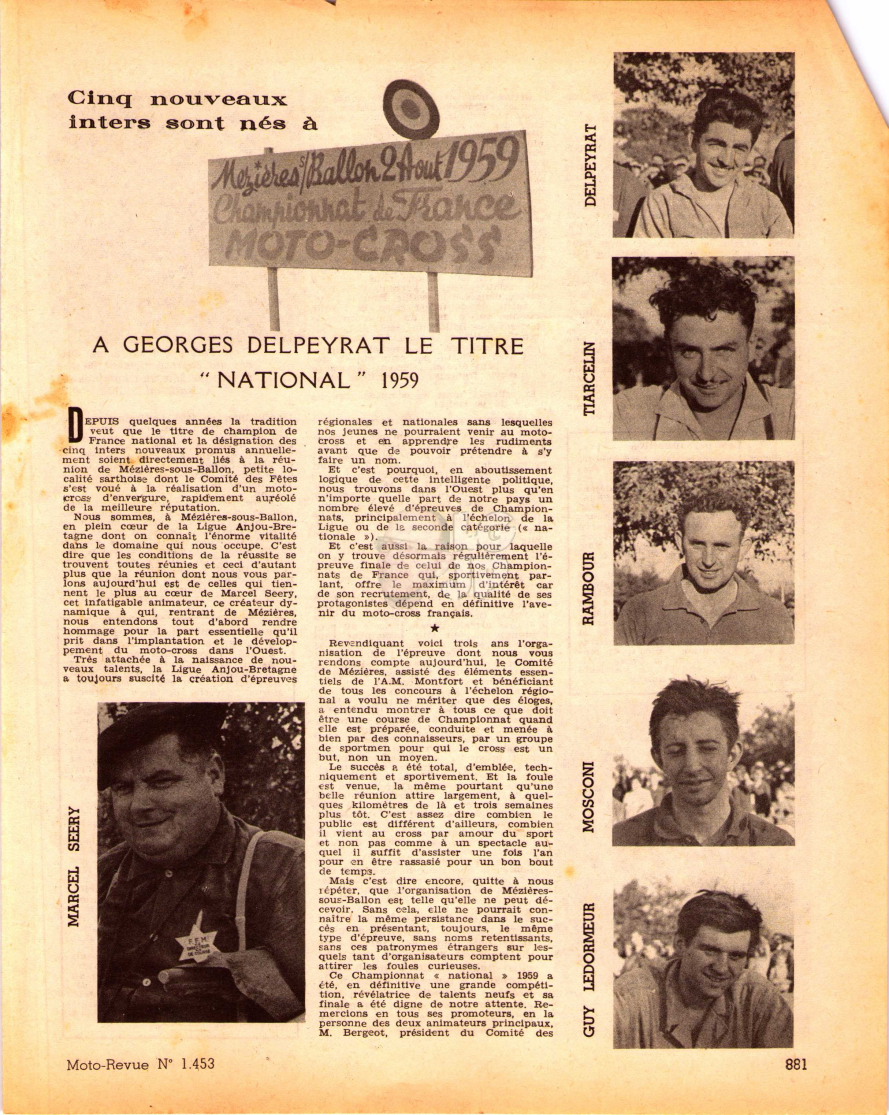 Cinq nouveaux
inters sont nés à
Mezières s/Ballon 2 Aout 1959
Championnat de France
MOTO-CROSS
A GEORGES DELPEYRAT LE TITRE
“ NATIONAL ” 1959
DEPUIS quelques années la tradition
veut que le titre de champion de
France national et la désignation des
cinq inters nouveaux promus annuelle-
ment soient directement liés à la réu-
nion de Mézières-sous-Ballon, petite lo-
calité sarthoise dont le Comité des Fêtes
s'est voué à la réalisation d'un moto-
cross d'envergure, rapidement auréolé
de la meilleure réputation.
Nous sommes, à Mézières-sous-Ballon,
en plein cœur de la Ligue Anjou-Bre-
tagne dont on connaît l'énorme vitalité
dans le domaine qui nous occupe. C'est
dire que les conditions de la réussite se
trouvent toutes réunies et ceci d'autant
plus que la réunion dont nous vous par-
lons aujourd'hui est de celles qui tien-
nent le plus au cœur de Marcel Seery,
cet infatigable animateur, ce créateur dy-
namique à qui, rentrant de Mézières,
nous entendons tout d'abord rendre
hommage pour la part essentielle qu'il
prit dans l'implantation et le dévelop-
pement du moto-cross dans l'Ouest.
Très attachée à la naissance de nou-
veaux talents, la Ligue Anjou-Bretagne
a toujours suscité la création d'épreuves
MARCEL SEERY
F.F.M.
régionales et nationales sans lesquelles
nos jeunes ne pourraient venir au moto-
cross et en apprendre les rudiments
avant que de pouvoir prétendre à s'y
faire un nom.
Et c'est pourquoi, en aboutissement
logique de cette intelligente politique,
nous trouvons dans l'Ouest plus qu'en
n'importe quelle part de notre pays un
nombre élevé d'épreuves de Champion-
nats, principalement à l'échelon de la
Ligue ou de la seconde catégorie (« na-
tionale »).
Et c'est aussi la raison pour laquelle
on y trouve désormais régulièrement l'é-
preuve finale de celui de nos Champion-
nats de France qui, sportivement par-
lant, offre le maximum d'intérêt car
de son recrutement, de la qualité de ses
protagonistes dépend en définitive l'ave-
nir du moto-cross français.
★
Revendiquant voici trois ans l'orga-
nisation de l'épreuve dont nous vous
rendons compte aujourd'hui, le Comité
de Mézières, assisté des éléments essen-
tiels de l'A.M. Montfort et bénéficiant
de tous les concours à l'échelon régio-
nal a voulu ne mériter que des éloges,
a entendu montrer à tous ce que doit
être une course de Championnat quand
elle est préparée, conduite et menée à
bien par des connaisseurs, par un groupe
de sportmen pour qui le cross est un
but, non un moyen.
Le succès a été total, d'emblée, tech-
niquement et sportivement. Et la foule
est venue, la même pourtant qu'une
belle réunion attire largement, à quel-
ques kilomètres de là et trois semaines
plus tôt. C'est assez dire combien le
public est différent d'ailleurs, combien
il vient au cross par amour du sport
et non pas comme à un spectacle au-
quel il suffit d'assister une fois l'an
pour en être rassasié pour un bon bout
de temps.
Mais c'est dire encore, quitte à nous
répéter, que l'organisation de Mézières-
sous-Ballon est telle qu'elle ne peut dé-
cevoir. Sans cela, elle ne pourrait con-
naître la même persistance dans le suc-
cès en présentant, toujours, le même
type d'épreuve, sans noms retentissants,
sans ces patronymes étrangers sur les-
quels tant d'organisateurs comptent pour
attirer les foules curieuses.
Ce Championnat « national » 1959 a
été, en définitive une grande compéti-
tion, révélatrice de talents neufs et sa
finale a été digne de notre attente. Re-
mercions en tous ses promoteurs, en la
personne des deux animateurs principaux,
M. Bergeot, président du Comité des
DELPEYRAT
TIARCELIN
RAMBOUR
MOSCONI
GUY LEDORMEUR
Moto-Revue N° 1.453
881